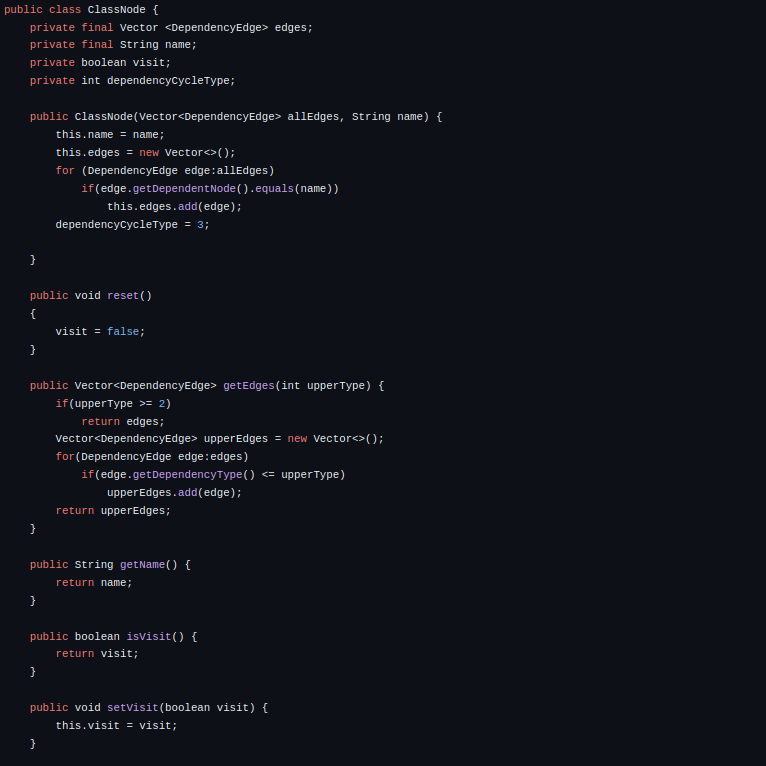 public class ClassNode {
    private final Vector <DependencyEdge> edges;
    private final String name;
    private boolean visit;
    private int dependencyCycleType;

    public ClassNode(Vector<DependencyEdge> allEdges, String name) {
        this.name = name;
        this.edges = new Vector<>();
        for (DependencyEdge edge:allEdges)
            if(edge.getDependentNode().equals(name))
                this.edges.add(edge);
        dependencyCycleType = 3;

    }

    public void reset()
    {
        visit = false;
    }

    public Vector<DependencyEdge> getEdges(int upperType) {
        if(upperType >= 2)
            return edges;
        Vector<DependencyEdge> upperEdges = new Vector<>();
        for(DependencyEdge edge:edges)
            if(edge.getDependencyType() <= upperType)
                upperEdges.add(edge);
        return upperEdges;
    }

    public String getName() {
        return name;
    }

    public boolean isVisit() {
        return visit;
    }

    public void setVisit(boolean visit) {
        this.visit = visit;
    }